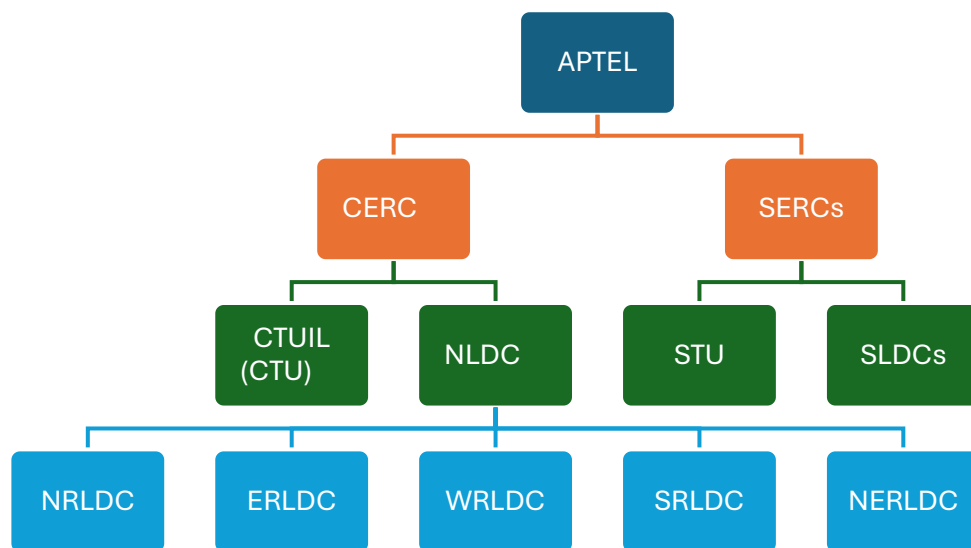 APTEL
CERC
SERCs
CTUIL
(CTU)
NLDC
STU
SLDCs
NRLDC
ERLDC
WRLDC
SRLDC
NERLDC